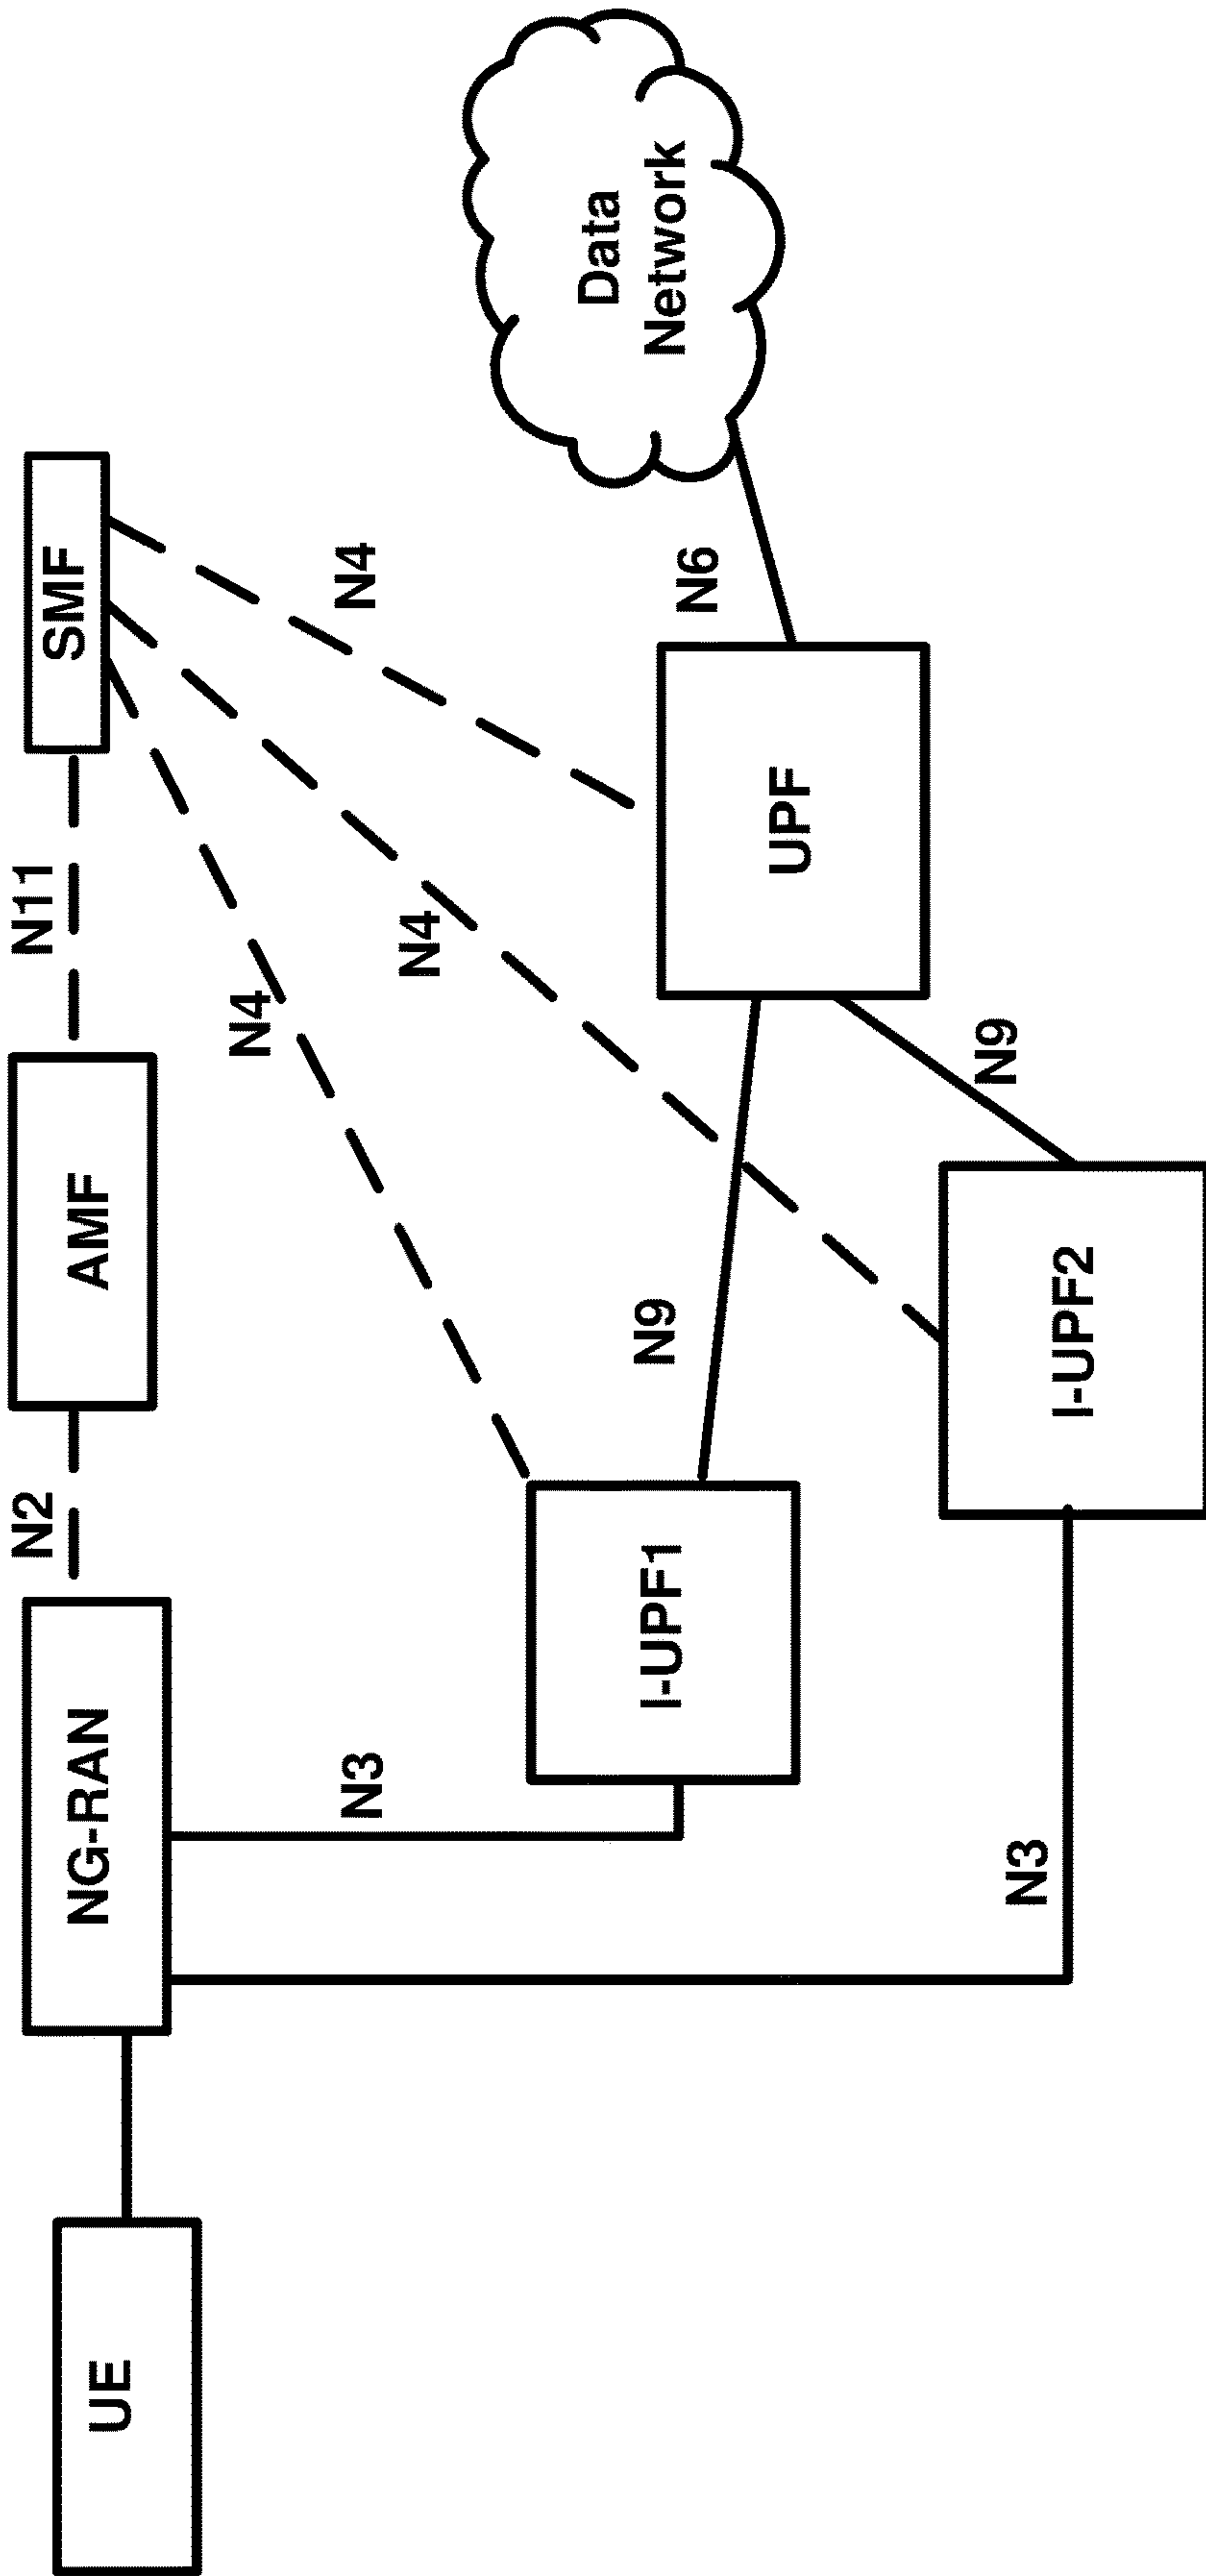 UE
NG-RAN
N2
AMF
N11
SMF
N4
N4
N4
N3
I-UPF1
N9
UPF
N6
Data
Network
N3
I-UPF2
N9